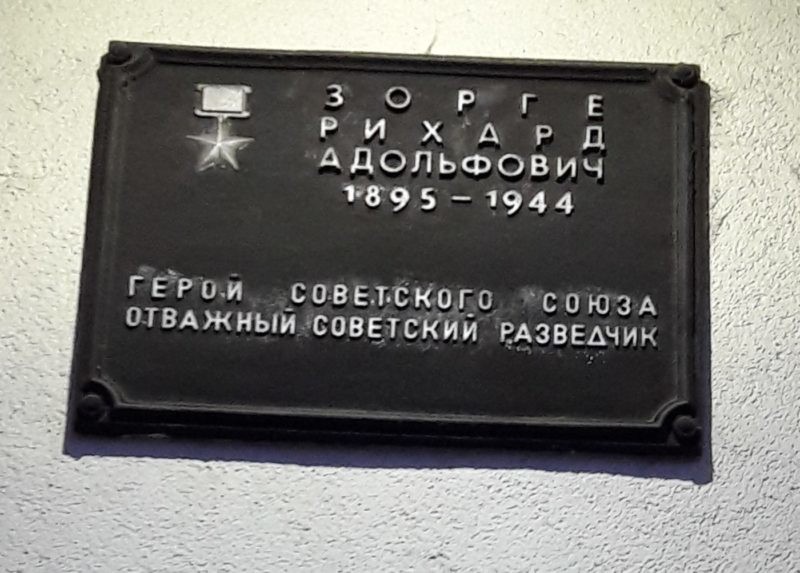 ЗОРГЕ
РИХАРД
АДОЛЬФОВИЧ
1895 – 1944
ГЕРОЙ СОВЕТСКОГО СОЮЗА
ОТВАЖНЫЙ СОВЕТСКИЙ РАЗВЕДЧИК